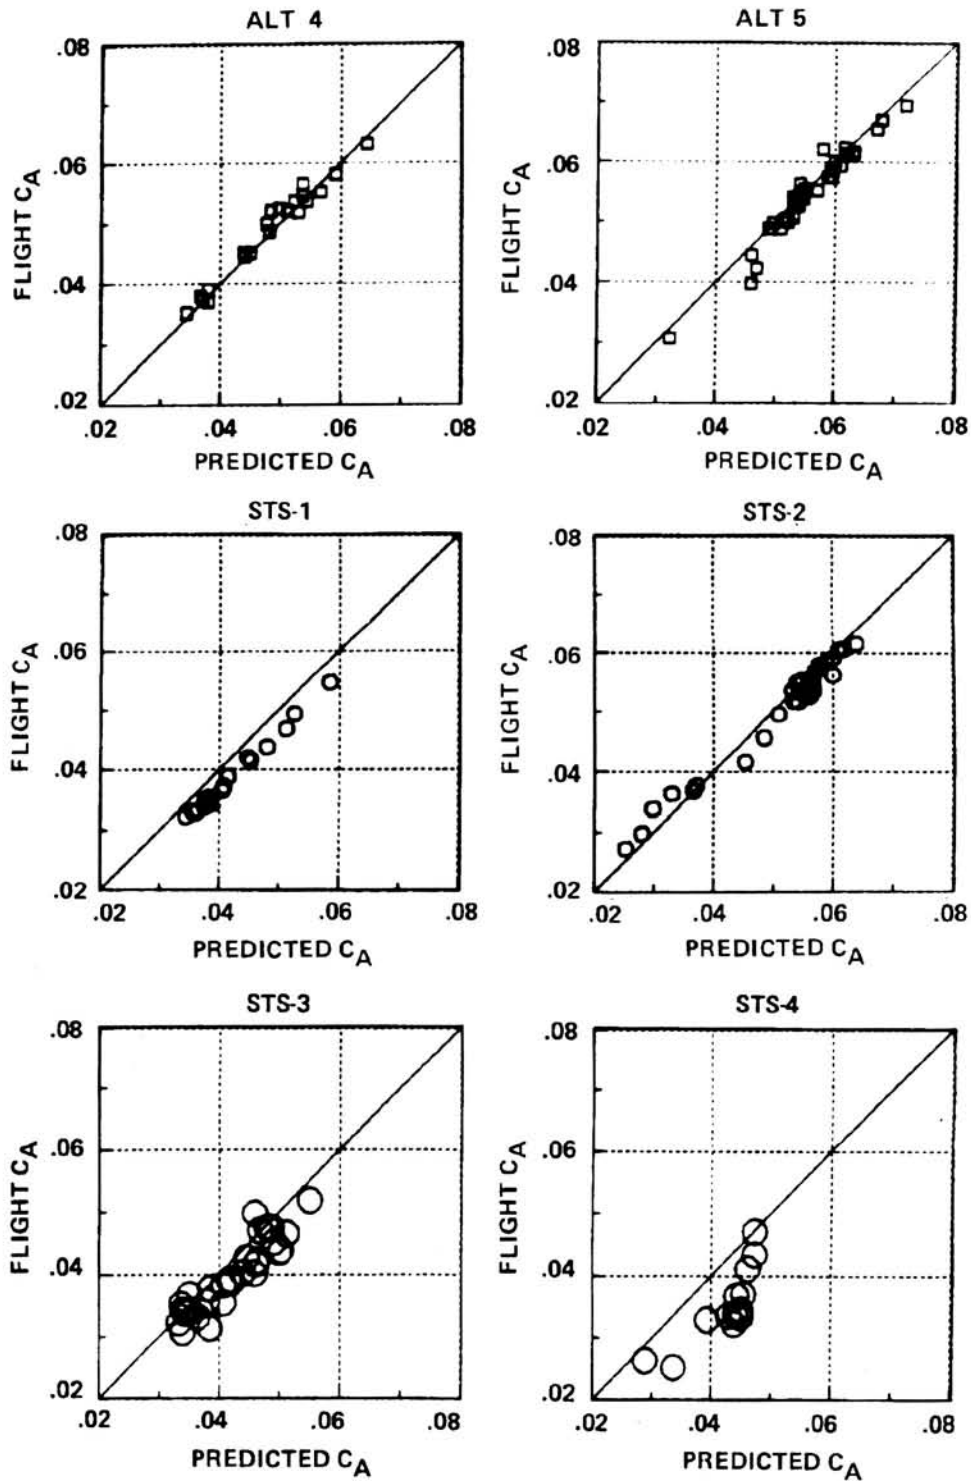 ALT 4
.08
.06
.04
.02
FLIGHT CA
.02 .04 .06 .08
PREDICTED CA
ALT 5
.08
.06
.04
.02
FLIGHT CA
.02 .04 .06 .08
PREDICTED CA
STS-1
.08
.06
.04
.02
FLIGHT CA
.02 .04 .06 .08
PREDICTED CA
STS-2
.08
.06
.04
.02
FLIGHT CA
.02 .04 .06 .08
PREDICTED CA
STS-3
.08
.06
.04
.02
FLIGHT CA
.02 .04 .06 .08
PREDICTED CA
STS-4
.08
.06
.04
.02
FLIGHT CA
.02 .04 .06 .08
PREDICTED CA